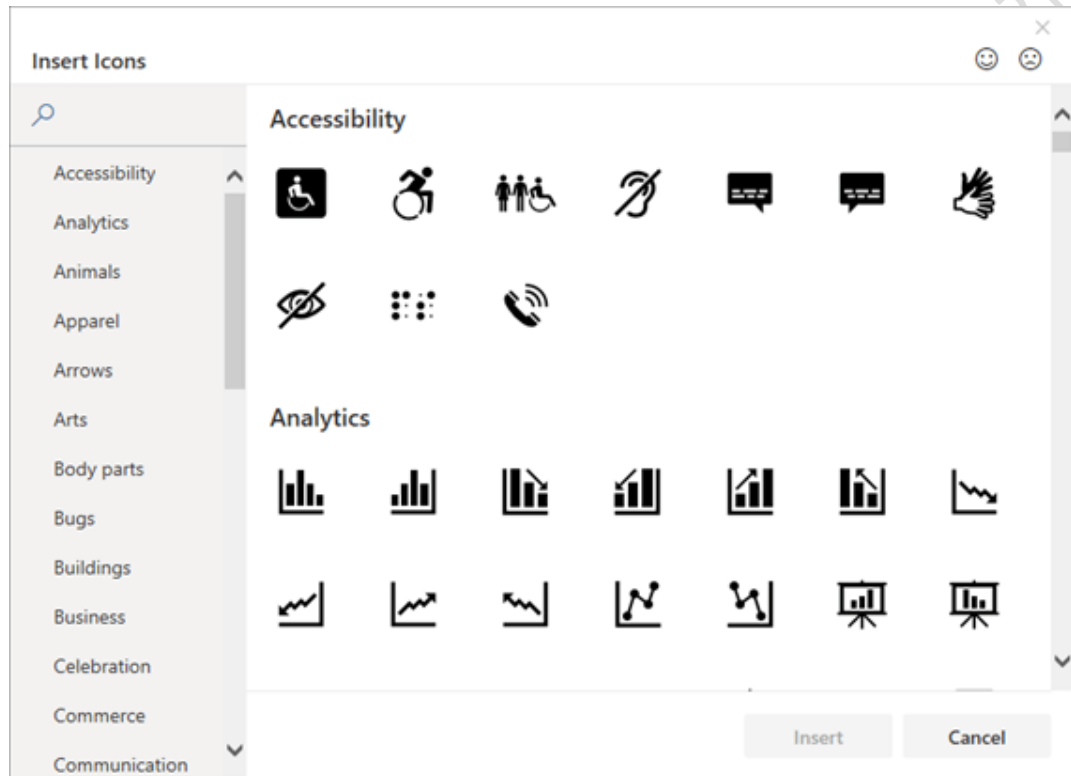 Insert Icons
Accessibility
Analytics
Animals
Apparel
Arrows
Arts
Body parts
Bugs
Buildings
Business
Celebration
Commerce
Communication
Accessibility
Analytics
Insert
Cancel